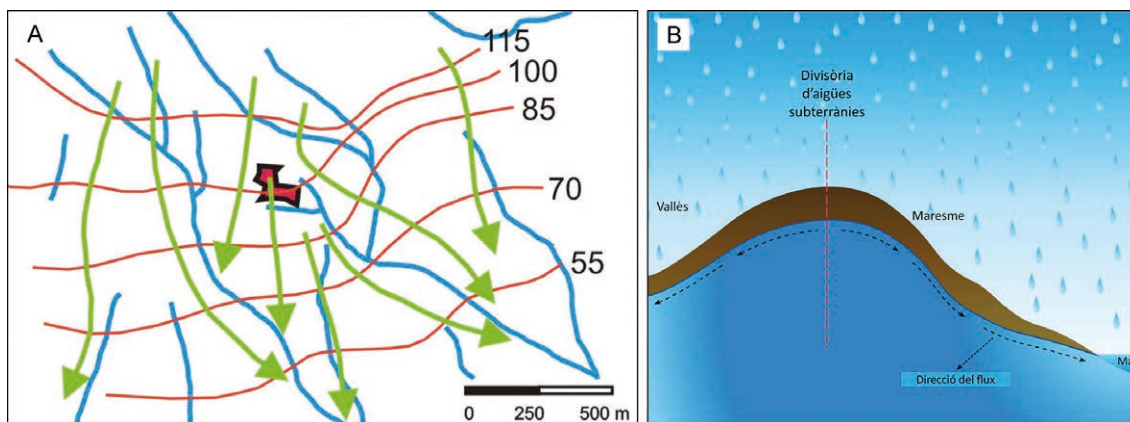 A
115
100
85
70
55
0 250 500 m
B
Divisòria
d'aigües
subterrànies
Vallès
Maresme
Direcció del flux